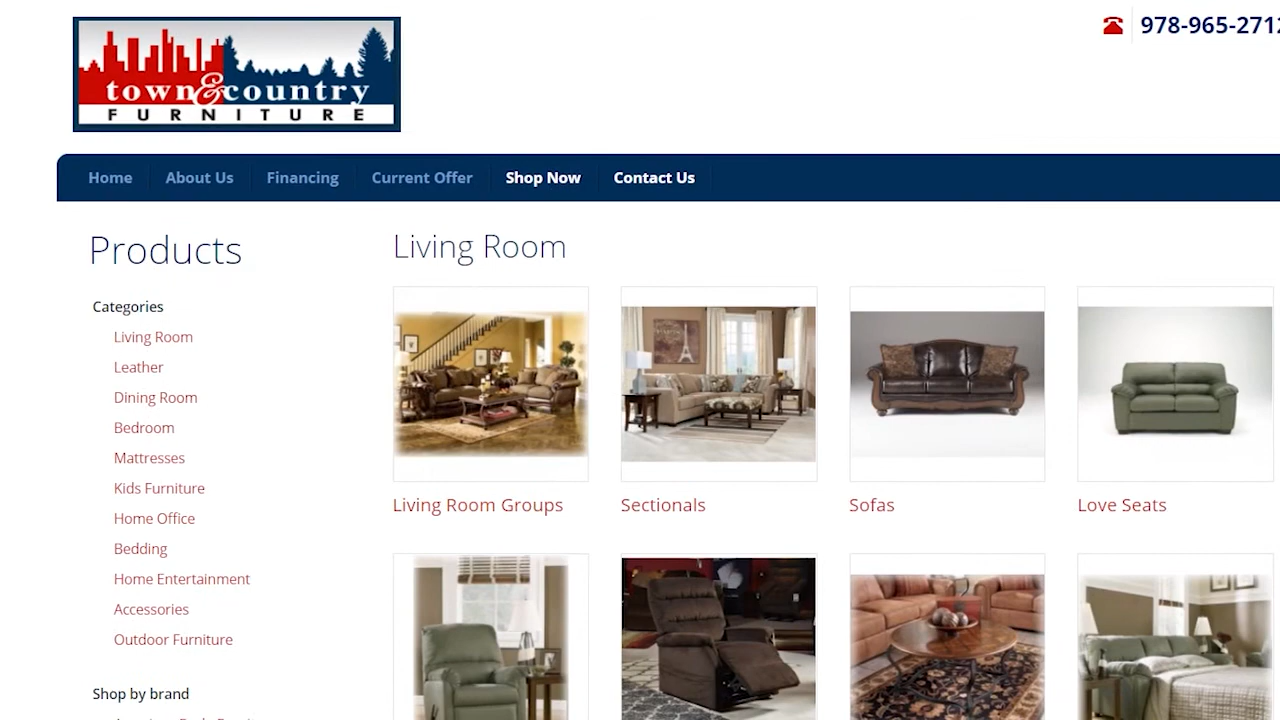 978-965-2712
town&country
FURNITURE
Home About Us Financing Current Offer Shop Now Contact Us
Products
Living Room
Categories
Living Room
Leather
Dining Room
Bedroom
Mattresses
Kids Furniture
Home Office
Bedding
Home Entertainment
Accessories
Outdoor Furniture
Shop by brand
Living Room Groups
Sectionals
Sofas
Love Seats